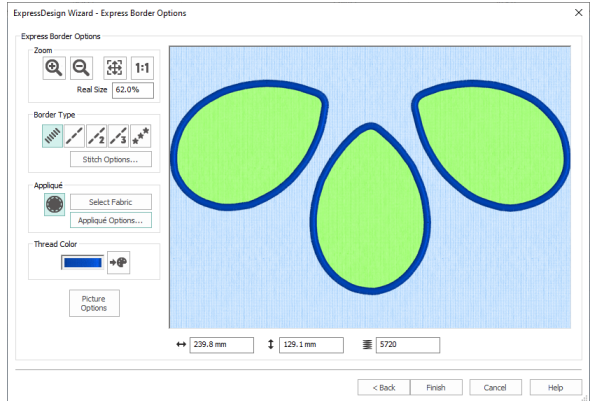 ExpressDesign Wizard - Express Border Options
Express Border Options
Zoom
1:1
Real Size 62.0%
Border Type
2 3
Stitch Options...
Appliqué
Select Fabric
Appliqué Options...
Thread Color
Picture
Options
239.8 mm 129.1 mm 5720
< Back Finish Cancel Help